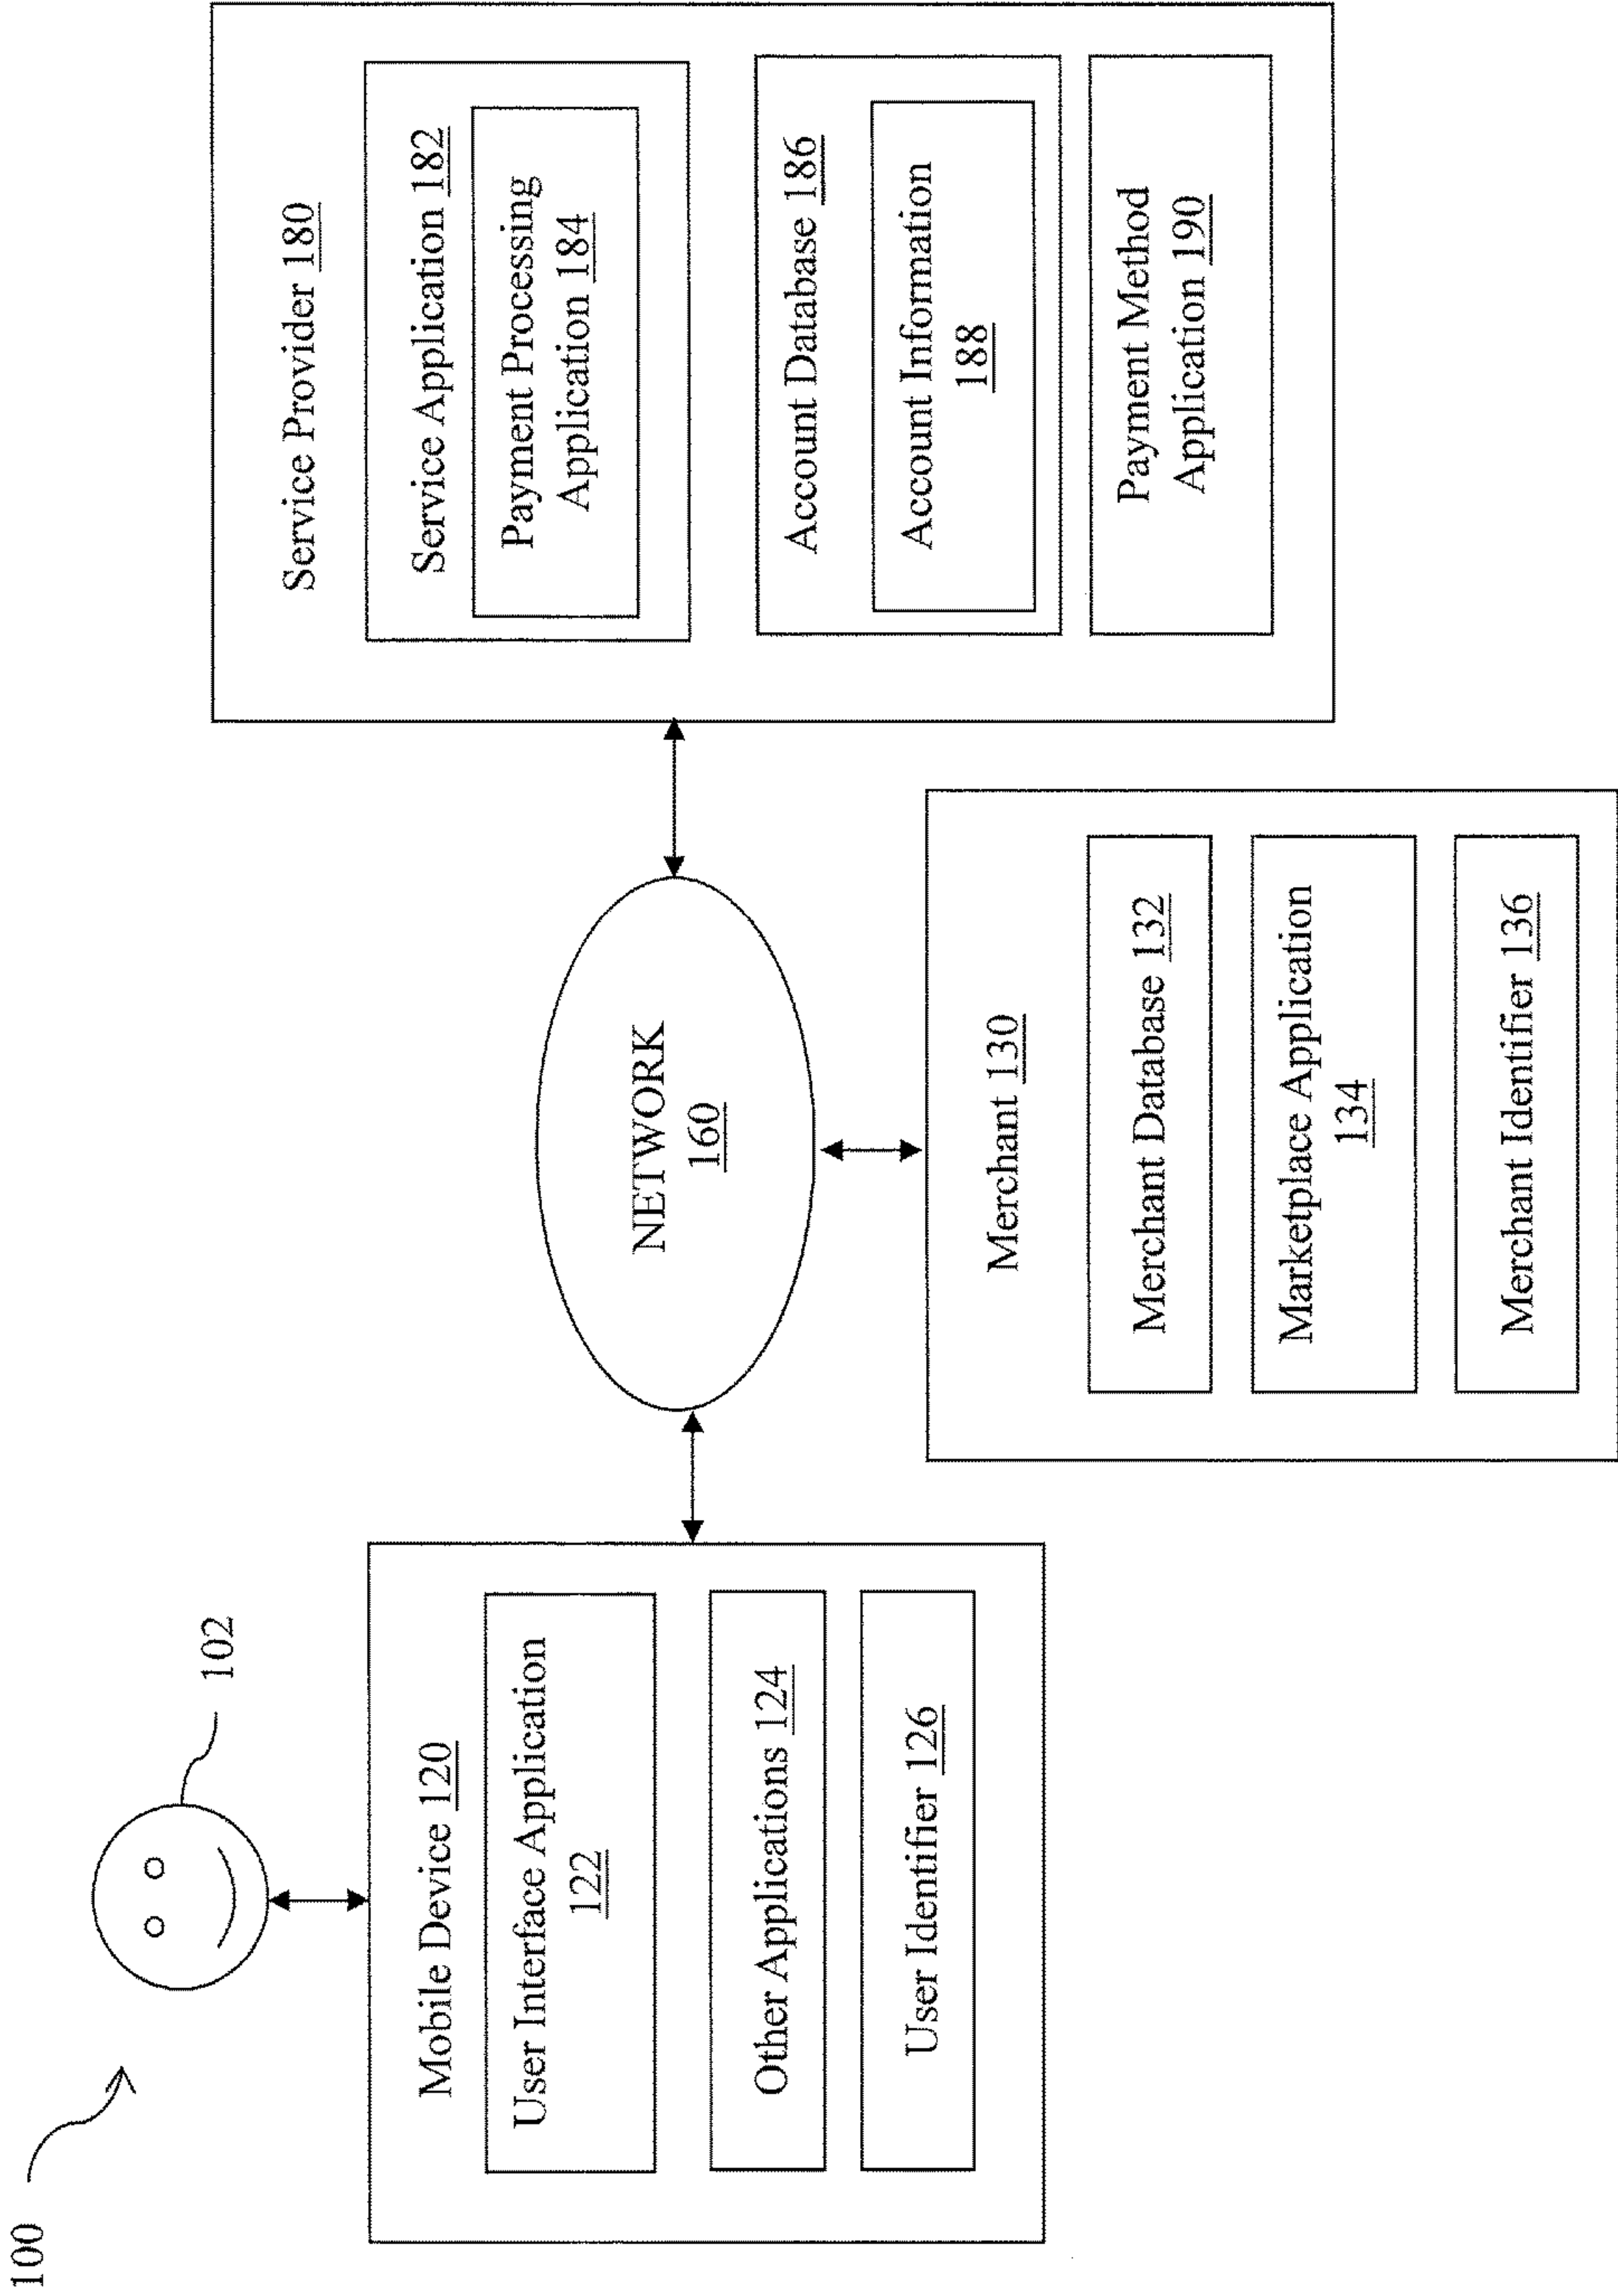 100
102
Mobile Device 120
User Interface Application
122
Other Applications 124
User Identifier 126
NETWORK
160
Merchant 130
Merchant Database 132
Marketplace Application
134
Merchant Identifier 136
Service Provider 180
Service Application 182
Payment Processing
Application 184
Account Database 186
Account Information
188
Payment Method
Application 190